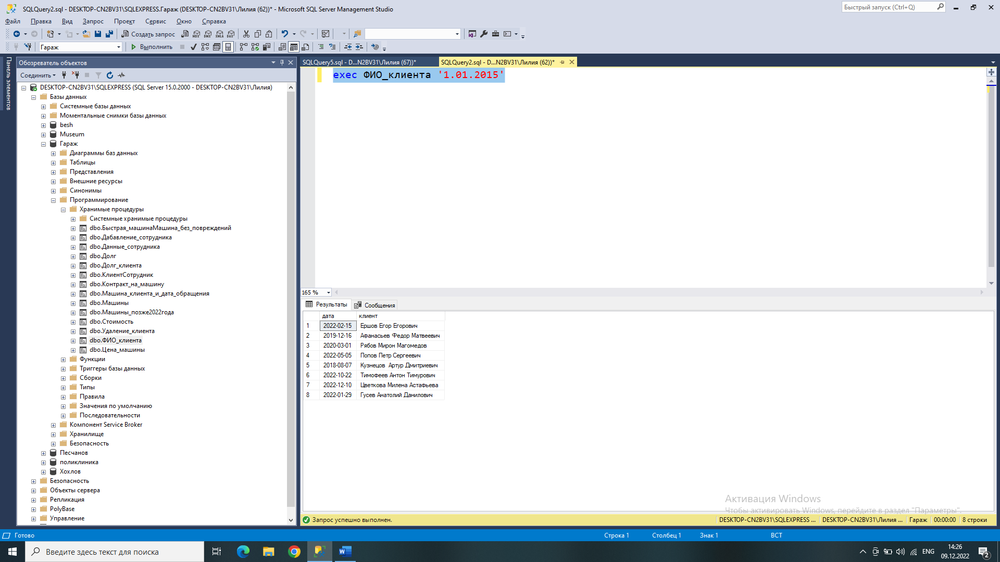 SQLQuery2.sql - DESKTOP-CN2BV31\SQLEXPRESS.Гараж (DESKTOP-CN2BV31\Лилия (62))* - Microsoft SQL Server Management Studio
Быстрый запуск (Ctrl+Q)
Файл Правка Вид Запрос Проект Сервис Окно Справка
Создать запрос MDX DMX XMLA DAX
Гараж Выполнить
Панель элементов
Обозреватель объектов
SQLQuery5.sql - D...N2BV31\Лилия (67))*
SQLQuery2.sql - D...N2BV31\Лилия (62))*
Соединить
exec ФИО_клиента '1.01.2015'
DESKTOP-CN2BV31\SQLEXPRESS (SQL Server 15.0.2000 - DESKTOP-CN2BV31\Лилия)
Базы данных
Системные базы данных
Моментальные снимки базы данных
besh
Museum
Гараж
Диаграммы баз данных
Таблицы
Представления
Внешние ресурсы
Синонимы
Программирование
Хранимые процедуры
Системные хранимые процедуры
dbo.Быстрая_машинаМашина_без_повреждений
dbo.Дабавление_сотрудника
dbo.Данные_сотрудника
dbo.Долг
dbo.Долг_клиента
dbo.КлиентСотрудник
dbo.Контракт_на_машину
dbo.Машина_клиента_и_дата_обращения
dbo.Машины
dbo.Машины_позже2022года
dbo.Стоимость
dbo.Удаление_клиента
dbo.ФИО_клиента
dbo.Цена_машины
Функции
Триггеры базы данных
Сборки
Типы
Правила
Значения по умолчанию
Последовательности
Компонент Service Broker
Хранилище
Безопасность
Песчанов
поликлиника
Хохлов
Безопасность
Объекты сервера
Репликация
PolyBase
Управление
165 %
Результаты Сообщения
дата клиент
1 2022-02-15 Ершов Егор Егорович
2 2019-12-16 Афанасьев Федор Матвеевич
3 2020-03-01 Рябов Мирон Магомедов
4 2022-05-05 Попов Петр Сергеевич
5 2018-08-07 Кузнецов  Артур Дмитриевич
6 2022-10-22 Тимофеев Антон Тимурович
7 2022-12-10 Цветкова Милена Астафьева
8 2022-01-29 Гусев Анатолий Данилович
Активация Windows
Чтобы активировать Windows, перейдите в раздел "Параметры".
Запрос успешно выполнен.
DESKTOP-CN2BV31\SQLEXPRESS ... DESKTOP-CN2BV31\Лилия ... Гараж 00:00:00 8 строки
Готово Строка 1 Столбец 1 Знак 1 ВСТ
Введите здесь текст для поиска
ENG
14:26
09.12.2022
2